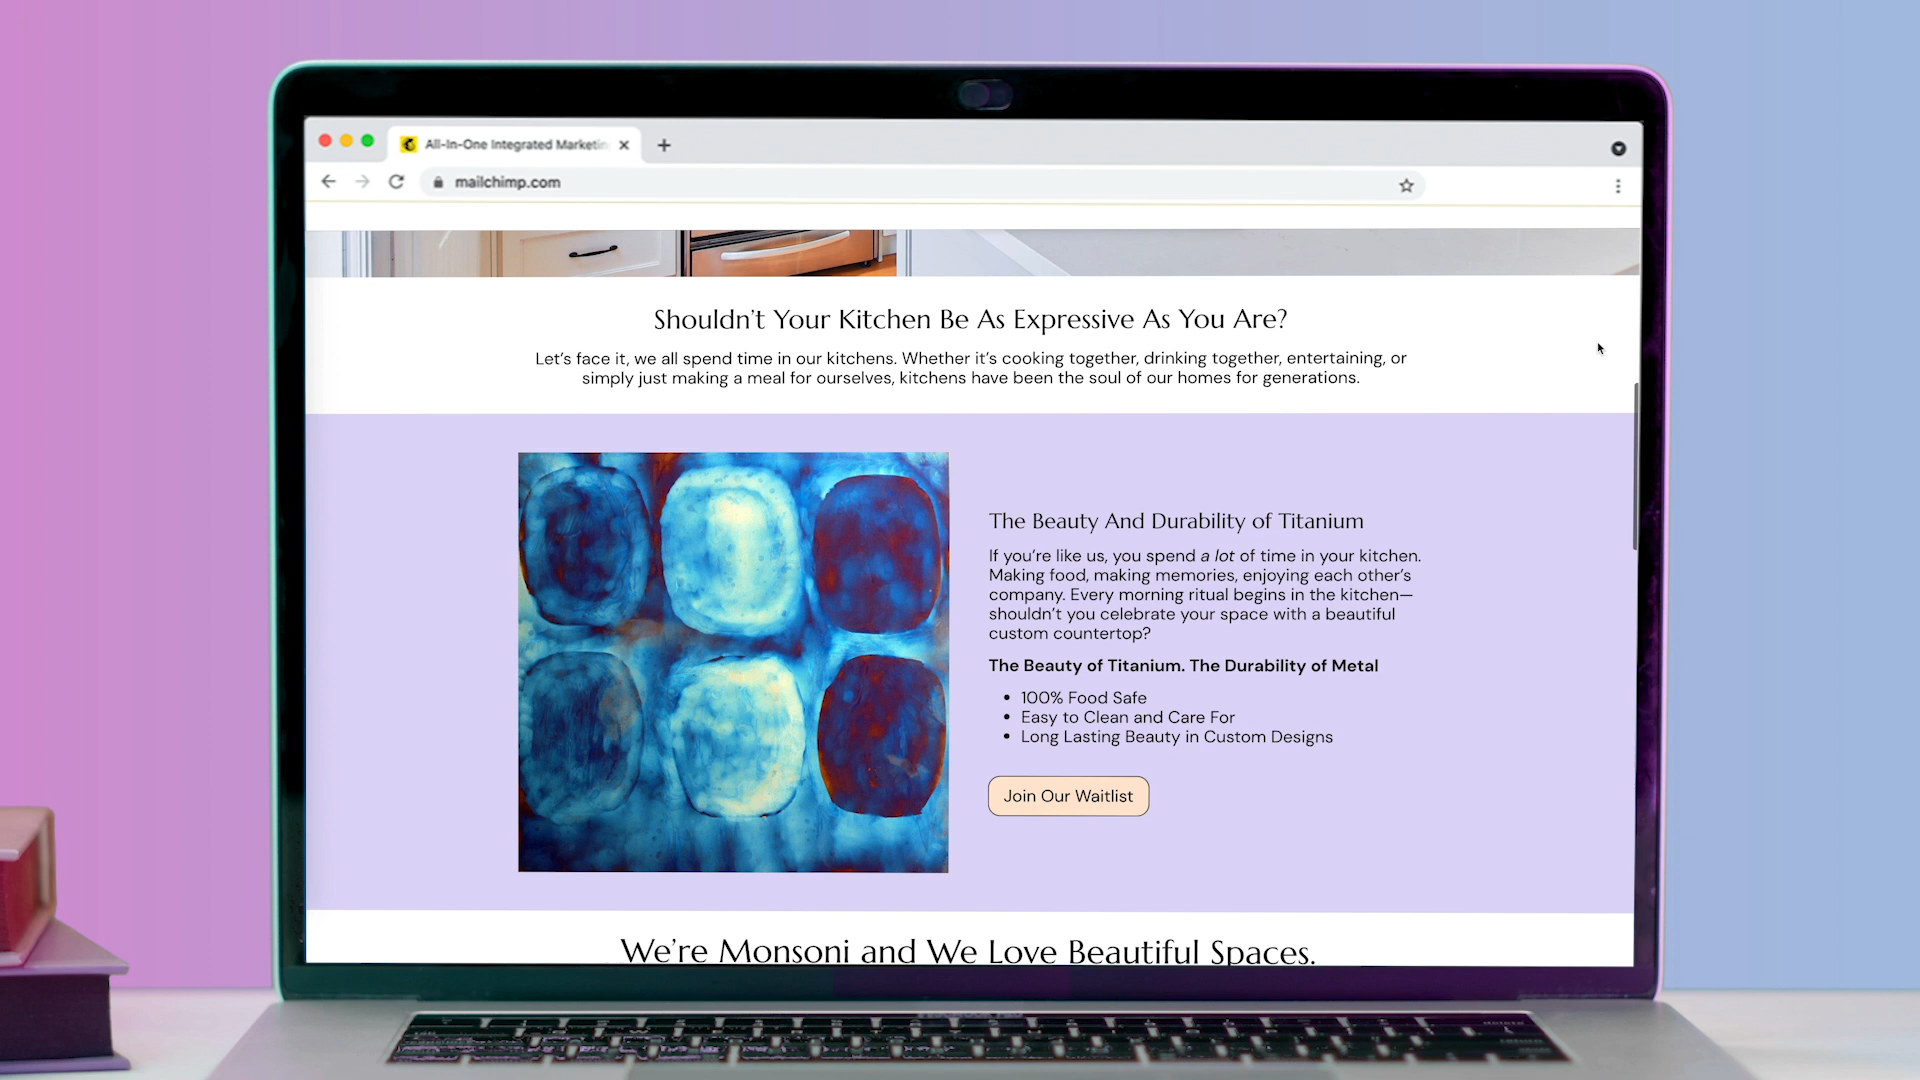 All-In-One Integrated Marketin
mailchimp.com
Shouldn’t Your Kitchen Be As Expressive As You Are?
Let’s face it, we all spend time in our kitchens. Whether it’s cooking together, drinking together, entertaining, or
simply just making a meal for ourselves, kitchens have been the soul of our homes for generations.
The Beauty And Durability of Titanium
If you’re like us, you spend a lot of time in your kitchen.
Making food, making memories, enjoying each other’s
company. Every morning ritual begins in the kitchen—
shouldn’t you celebrate your space with a beautiful
custom countertop?
The Beauty of Titanium. The Durability of Metal
• 100% Food Safe
• Easy to Clean and Care For
• Long Lasting Beauty in Custom Designs
Join Our Waitlist
We’re Monsoni and We Love Beautiful Spaces.